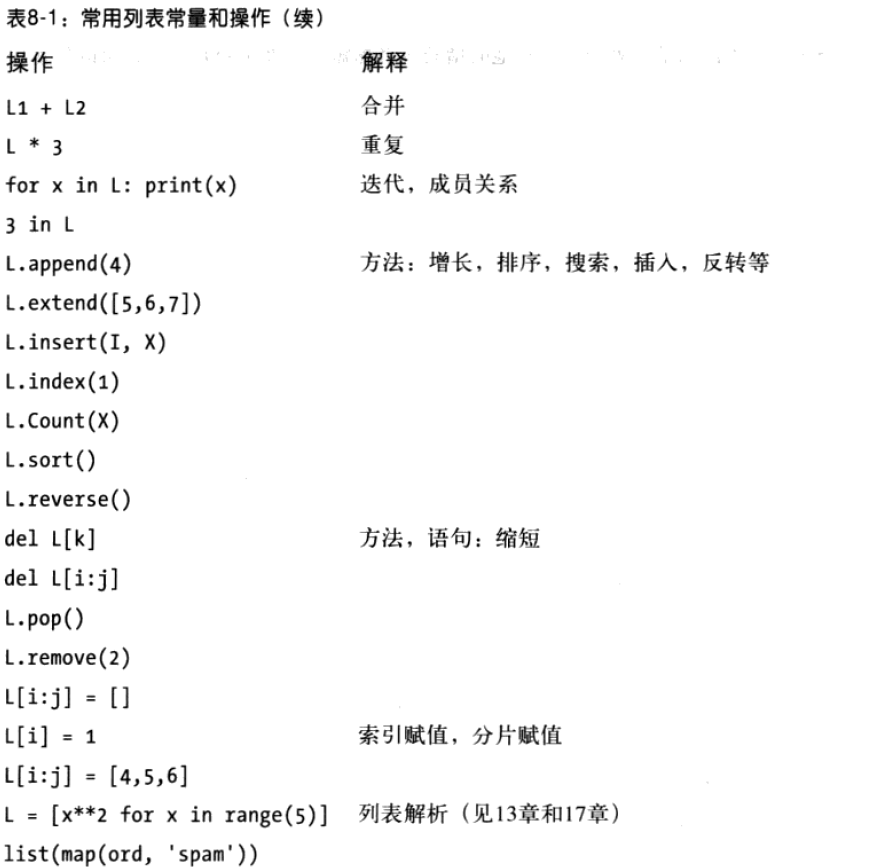 表8-1：常用列表常量和操作（续）
操作 解释
L1 + L2 合并
L * 3 重复
for x in L: print(x) 迭代，成员关系
3 in L
L.append(4) 方法：增长，排序，搜索，插入，反转等
L.extend([5,6,7])
L.insert(I, X)
L.index(1)
L.Count(X)
L.sort()
L.reverse()
del L[k] 方法，语句：缩短
del L[i:j]
L.pop()
L.remove(2)
L[i:j] = []
L[i] = 1 索引赋值，分片赋值
L[i:j] = [4,5,6]
L = [x**2 for x in range(5)] 列表解析（见13章和17章）
list(map(ord, 'spam'))